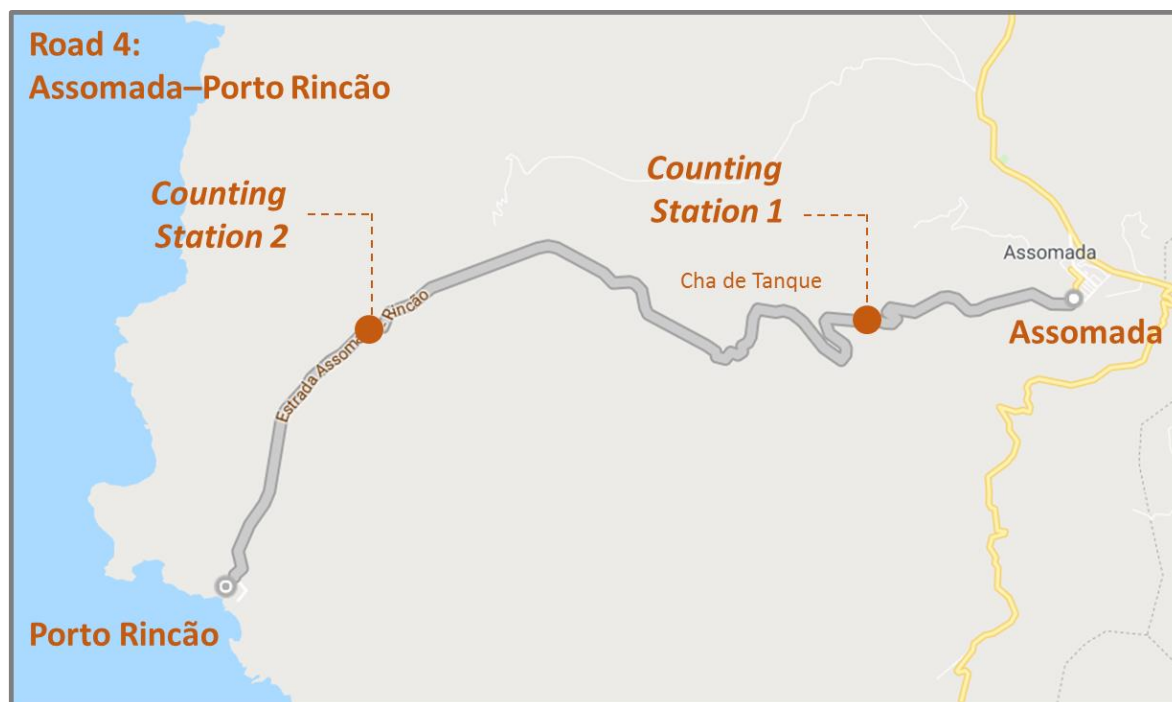 Road 4:
Assomada–Porto Rincão
Counting
Station 2
Counting
Station 1
Cha de Tanque
Assomada
Assomada
Estrada Assoma
Rincão
Porto Rincão